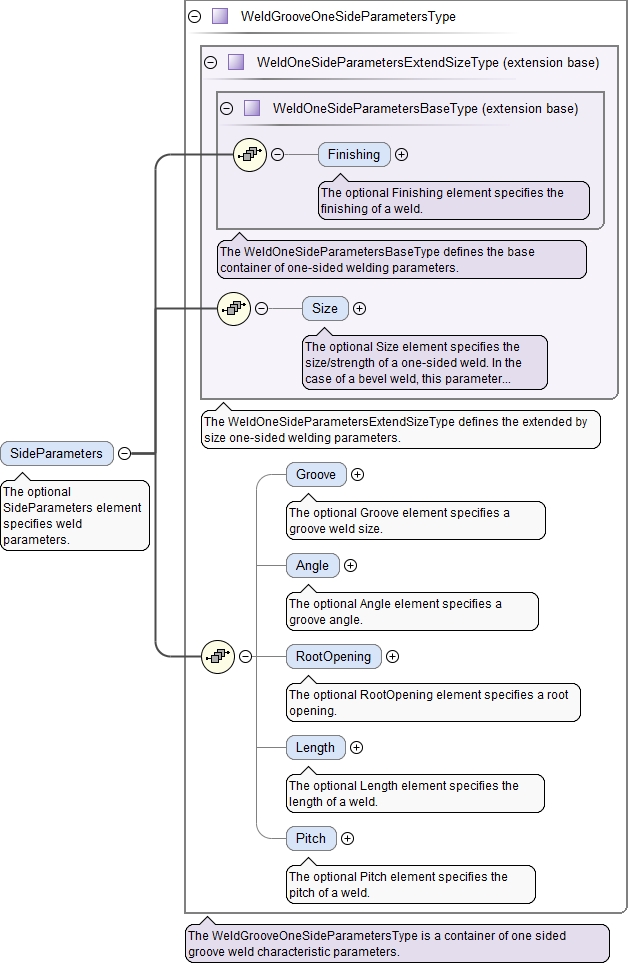 WeldGrooveOneSideParametersType
WeldOneSideParametersExtendSizeType (extension base)
WeldOneSideParametersBaseType (extension base)
Finishing
The optional Finishing element specifies the
finishing of a weld.
The WeldOneSideParametersBaseType defines the base
container of one-sided welding parameters.
Size
The optional Size element specifies the
size/strength of a one-sided weld. In the
case of a bevel weld, this parameter...
The WeldOneSideParametersExtendSizeType defines the extended by
size one-sided welding parameters.
SideParameters
The optional
SideParameters element
specifies weld
parameters.
Groove
The optional Groove element specifies a
groove weld size.
Angle
The optional Angle element specifies a
groove angle.
RootOpening
The optional RootOpening element specifies a root
opening.
Length
The optional Length element specifies the
length of a weld.
Pitch
The optional Pitch element specifies the
pitch of a weld.
The WeldGrooveOneSideParametersType is a container of one sided
groove weld characteristic parameters.